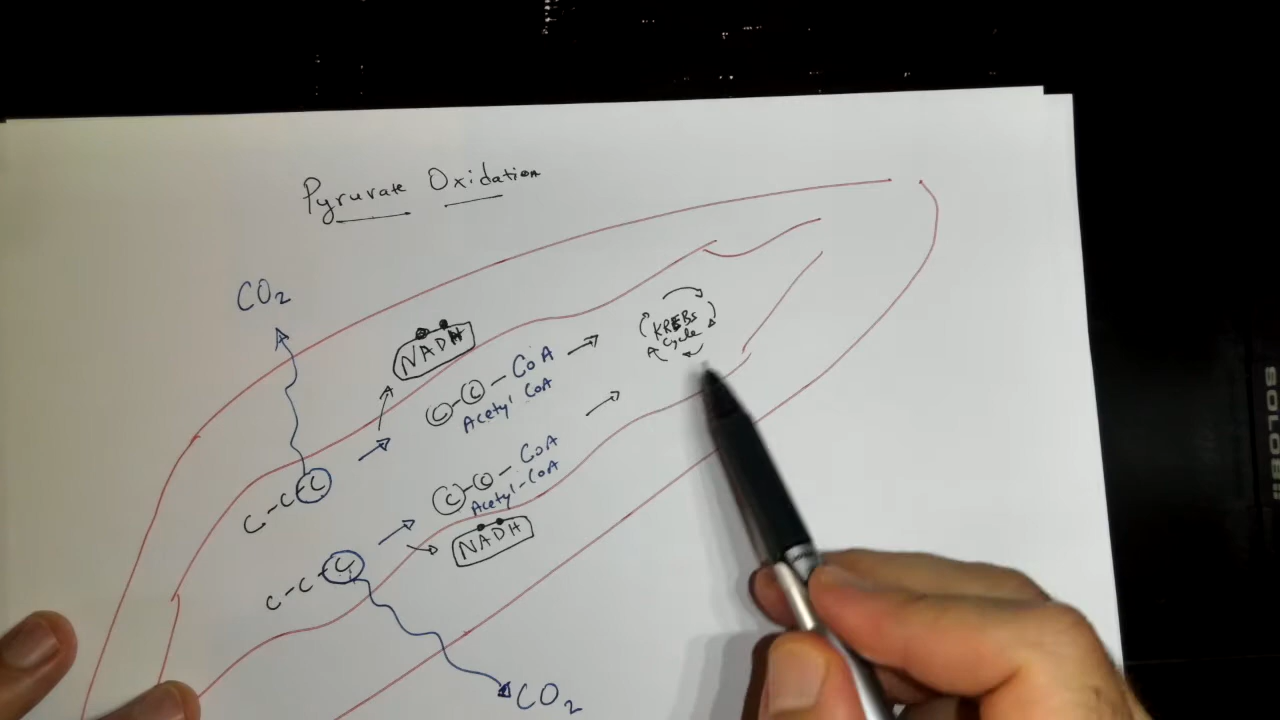 Pyruvate Oxidation
CO2
NADH
C-C-CoA
Acetyl CoA
KREBs
Cycle
C-C-C
C-C-CoA
Acetyl-CoA
NADH
C-C-C
CO2